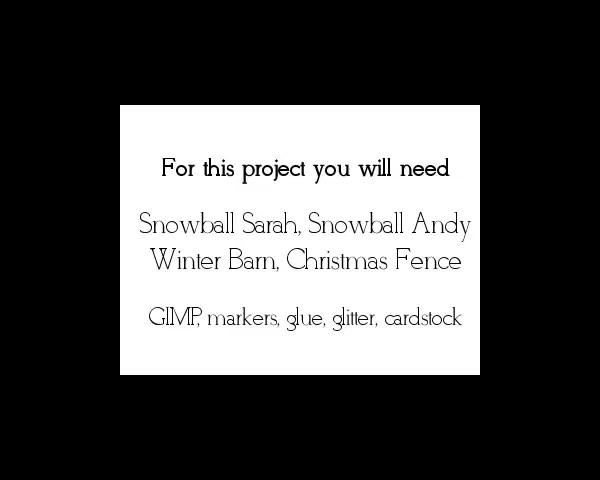 For this project you will need
Snowball Sarah, Snowball Andy
Winter Barn, Christmas Fence
GIMP, markers, glue, glitter, cardstock